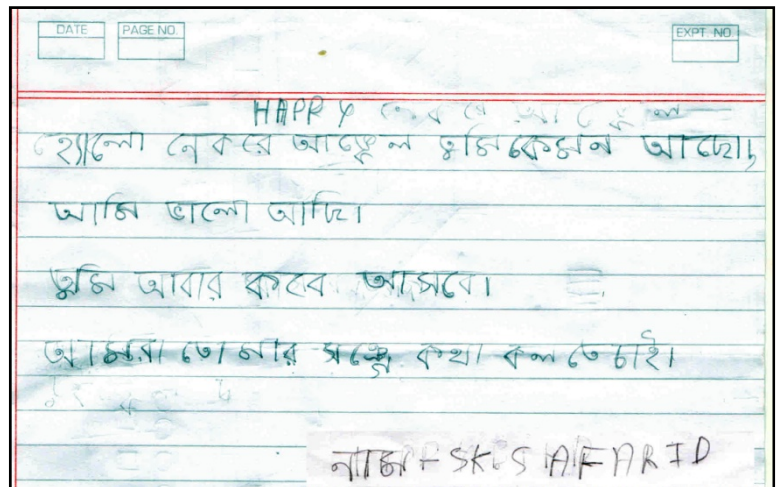 DATE PAGE NO. EXPT. NO.
HAPPY
হ্যালো নেকরে আঙ্কেল তুমি কেমন আছো।
আমি ভালো আছি।
তুমি আবার কবে আসবে।
আমরা তোমার সঙ্গে কথা বলতে চাই।
নাম - SK. SAFARID